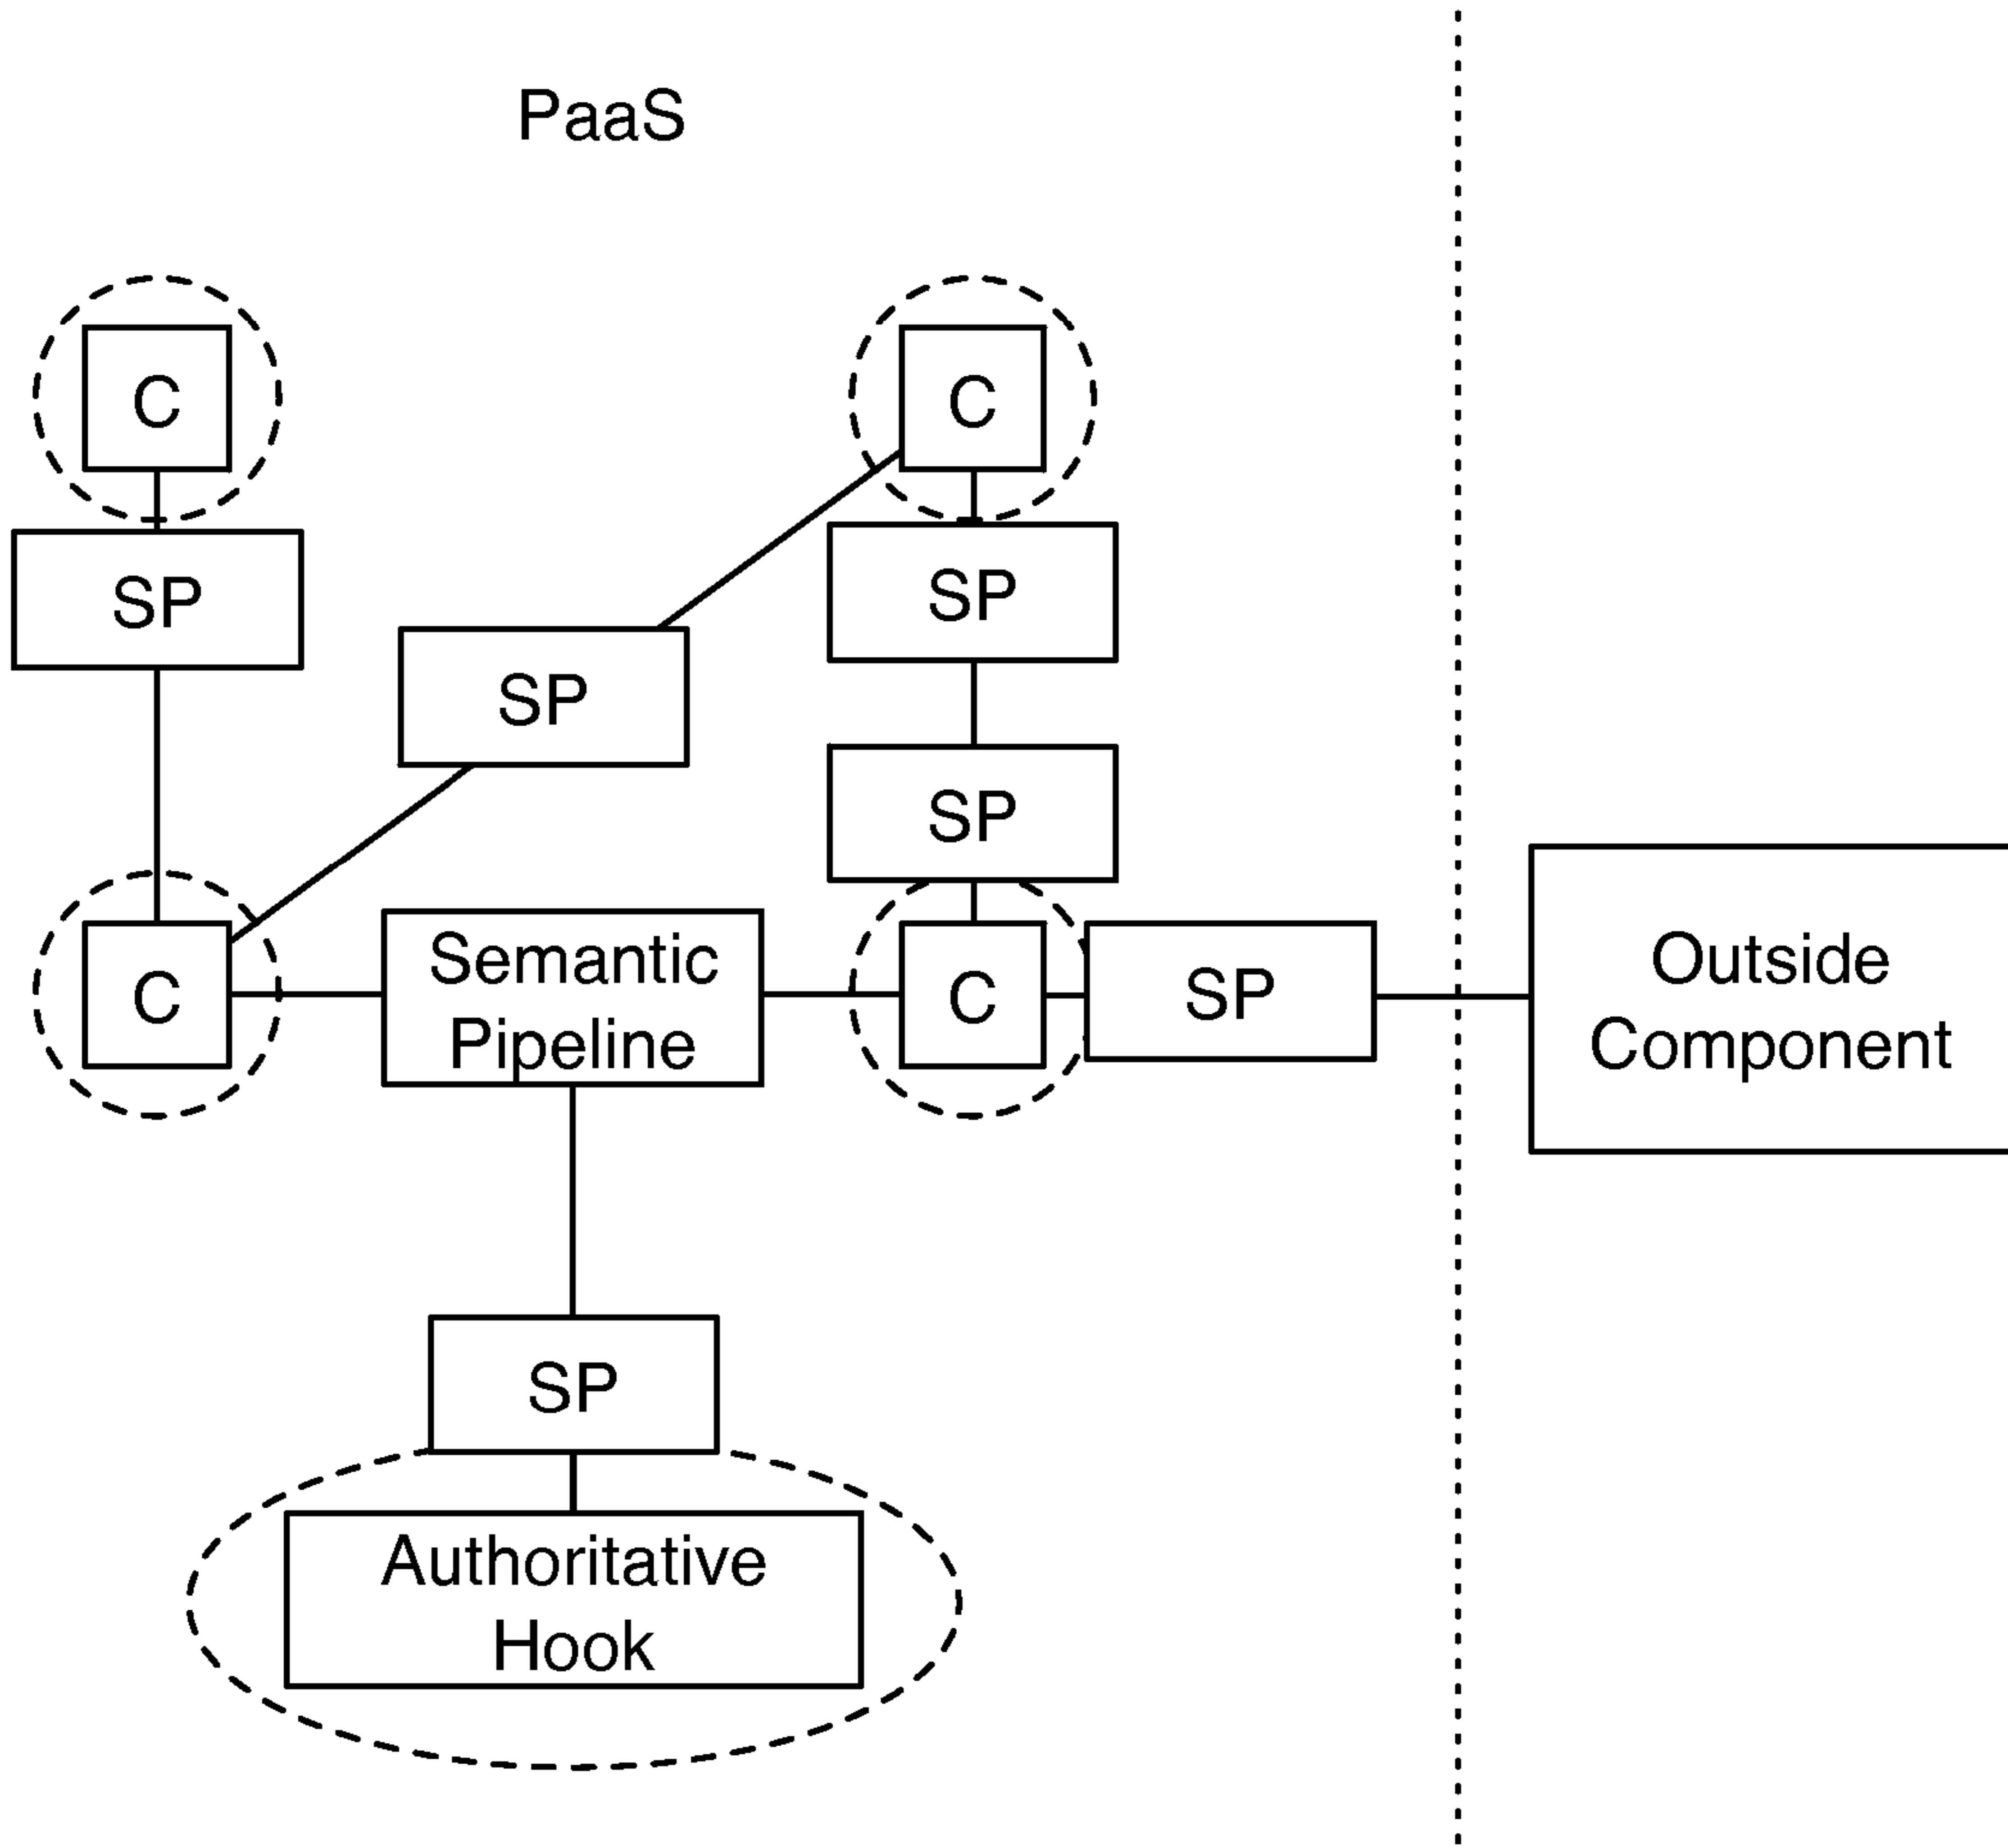 PaaS
C
C
SP
SP
SP
SP
C
Semantic
Pipeline
C
SP
Outside
Component
SP
Authoritative
Hook